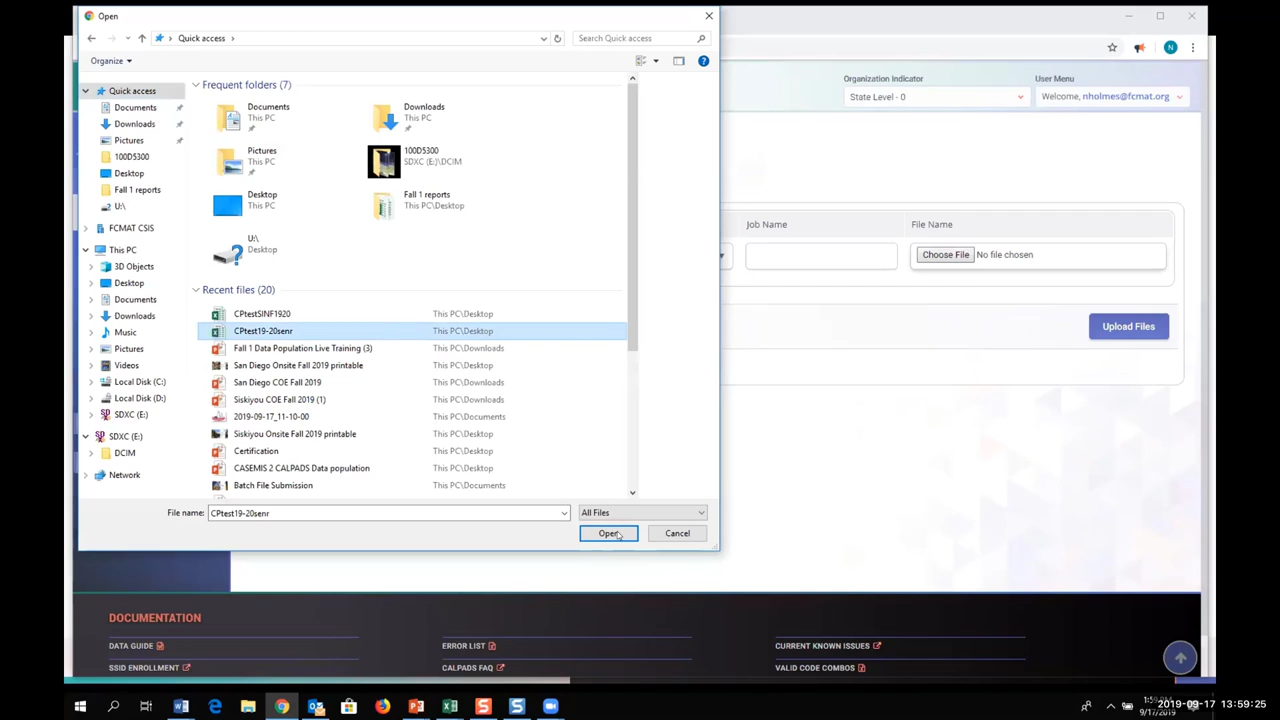 Open
Quick access
Search Quick access
Organize
Quick access
Documents
Downloads
Pictures
100D5300
Desktop
Fall 1 reports
U:\
FCMAT CSIS
This PC
3D Objects
Desktop
Documents
Downloads
Music
Pictures
Videos
Local Disk (C:)
Local Disk (D:)
SDXC (E:)
SDXC (E:)
DCIM
Network
Frequent folders (7)
Documents
This PC
Downloads
This PC
Pictures
This PC
100D5300
SDXC (E:)\DCIM
Desktop
This PC
Fall 1 reports
This PC\Desktop
U:\
Desktop
Recent files (20)
CPtestSINF1920 This PC\Desktop
CPtest19-20senr This PC\Desktop
Fall 1 Data Population Live Training (3) This PC\Downloads
San Diego Onsite Fall 2019 printable This PC\Desktop
San Diego COE Fall 2019 This PC\Downloads
Siskiyou COE Fall 2019 (1) This PC\Downloads
2019-09-17_11-10-00 This PC\Documents
Siskiyou Onsite Fall 2019 printable This PC\Desktop
Certification This PC\Desktop
CASEMIS 2 CALPADS Data population This PC\Desktop
Batch File Submission This PC\Documents
File name: CPtest19-20senr All Files
Open Cancel
Organization Indicator
State Level - 0
User Menu
Welcome, nholmes@fcmat.org
N
Job Name
File Name
Choose File No file chosen
Upload Files
DOCUMENTATION
DATA GUIDE ERROR LIST CURRENT KNOWN ISSUES
SSID ENROLLMENT CALPADS FAQ VALID CODE COMBOS
9/17/2019
2019-09-17 13:59:25